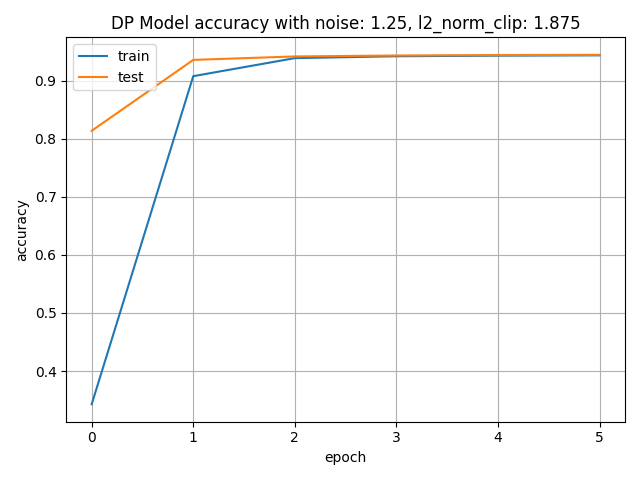 DP Model accuracy with noise: 1.25, l2_norm_clip: 1.875
train
test
accuracy
0.9
0.8
0.7
0.6
0.5
0.4
0 1 2 3 4 5
epoch